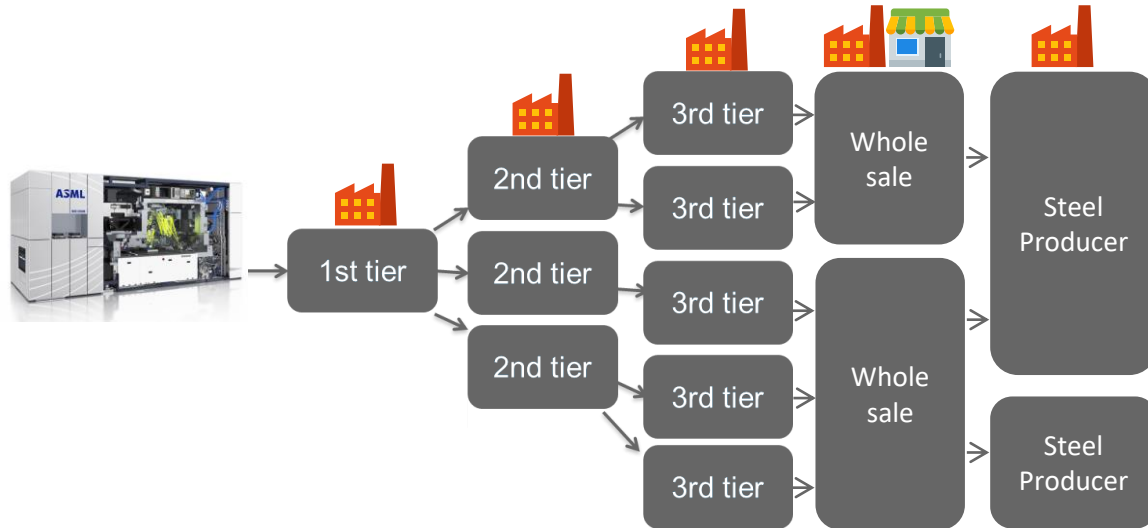 ASML
1st tier
2nd tier
2nd tier
2nd tier
3rd tier
3rd tier
3rd tier
3rd tier
3rd tier
Whole
sale
Whole
sale
Steel
Producer
Steel
Producer